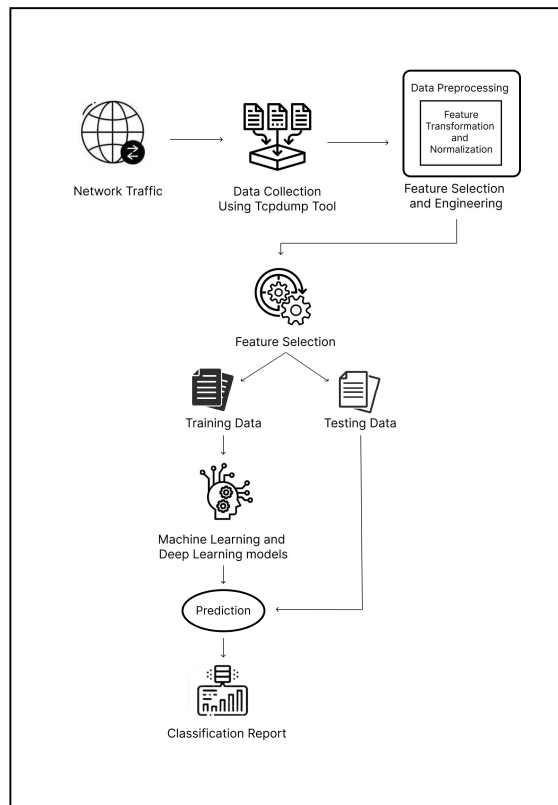 Network Traffic
Data Collection
Using Tcpdump Tool
Data Preprocessing
Feature
Transformation
and
Normalization
Feature Selection
and Engineering
Feature Selection
Training Data
Testing Data
Machine Learning and
Deep Learning models
Prediction
Classification Report